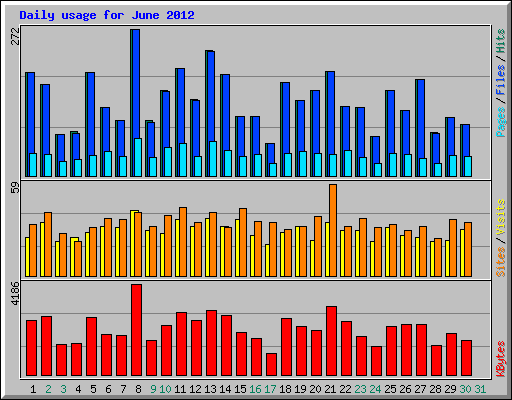 Daily usage for June 2012
272
59
4186
Pages / Files / Hits
Sites / Visits
KBytes
1 2 3 4 5 6 7 8 9 10 11 12 13 14 15 16 17 18 19 20 21 22 23 24 25 26 27 28 29 30 31